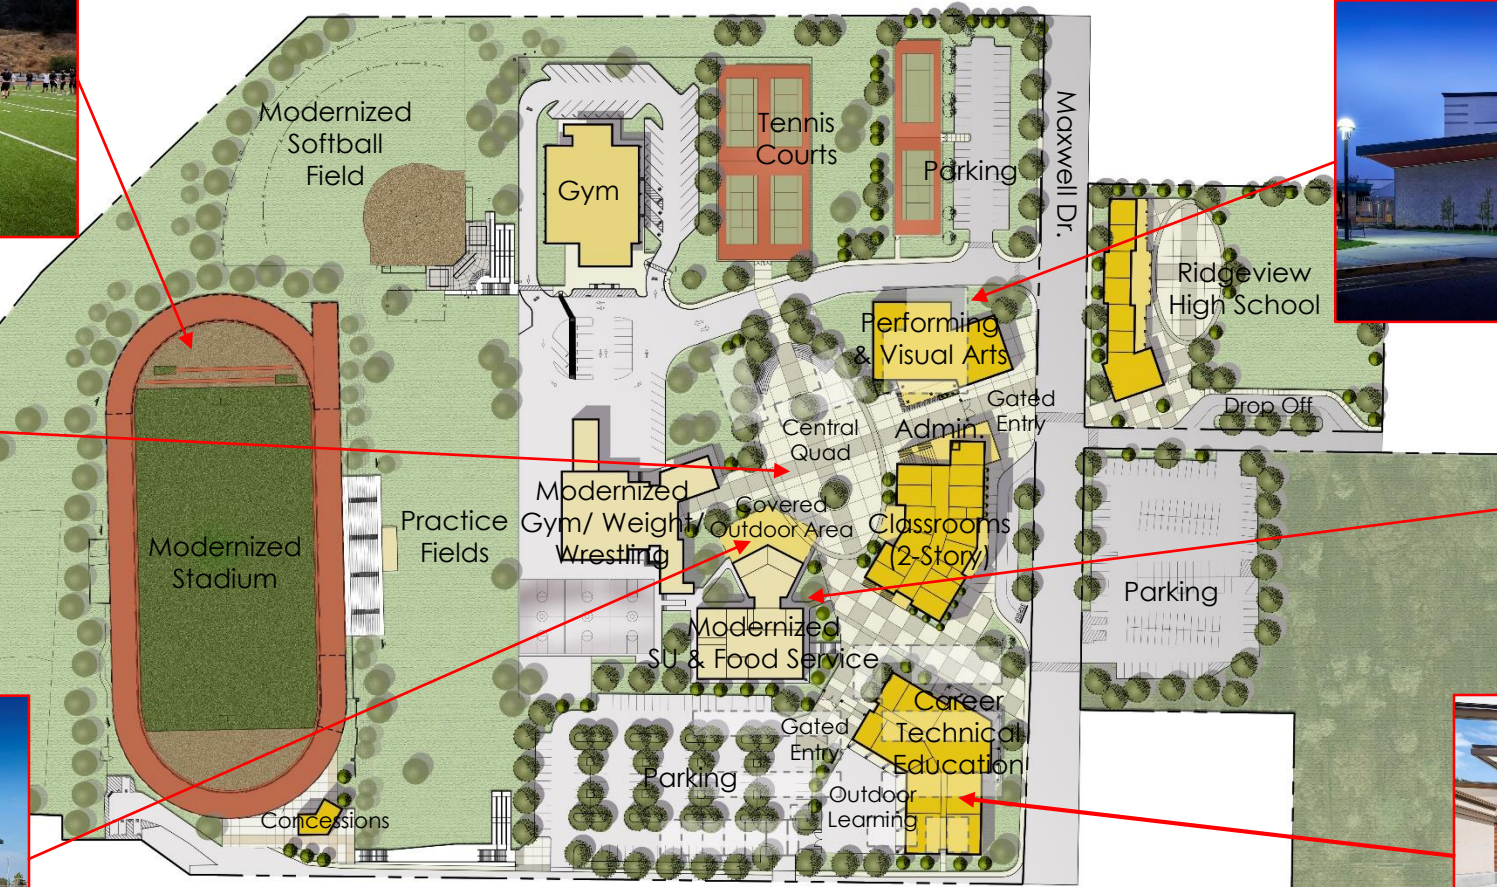 Modernized
Softball
Field
Gym
Tennis
Courts
Parking
Maxwell Dr.
Ridgeview
High School
Performing
& Visual Arts
Drop Off
Gated
Entry
Admin
Central
Quad
Modernized
Gym/ Weight/
Wrestling
Covered
Outdoor Area
Classrooms
(2-Story)
Practice
Fields
Modernized
Stadium
Parking
Modernized
SU & Food Service
Career
Technical
Education
Gated
Entry
Parking
Outdoor
Learning
Concessions